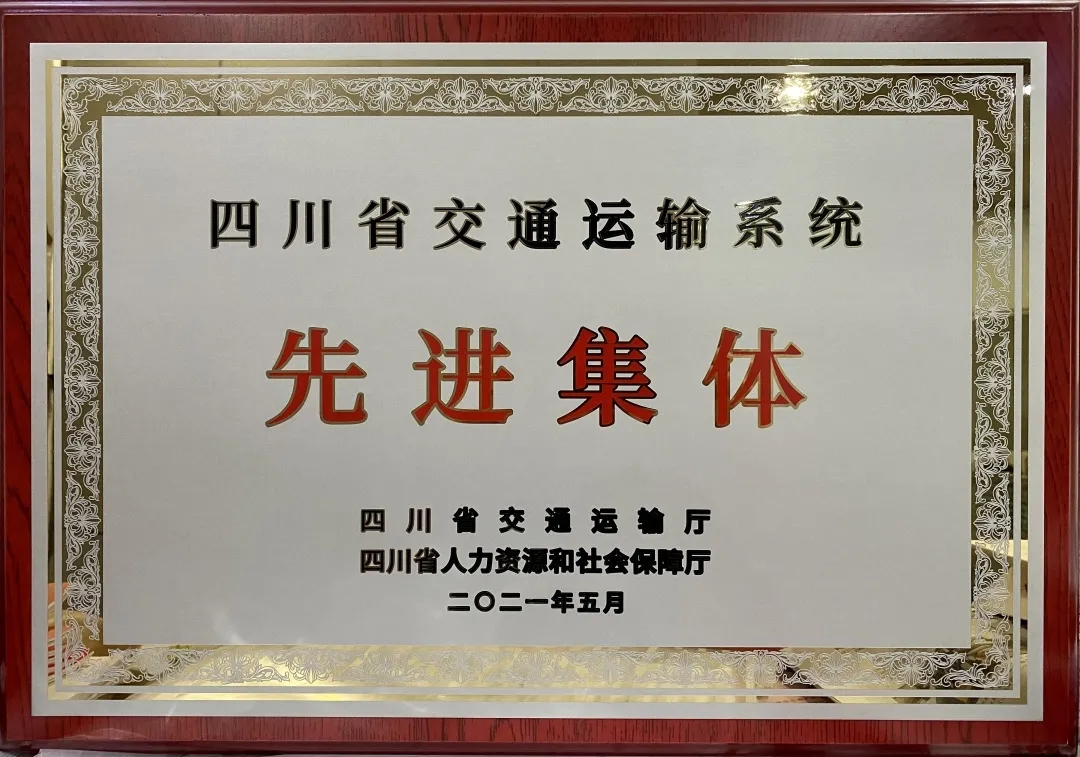 四川省交通运输系统
先进集体
四川省交通运输厅
四川省人力资源和社会保障厅
二〇二一年五月